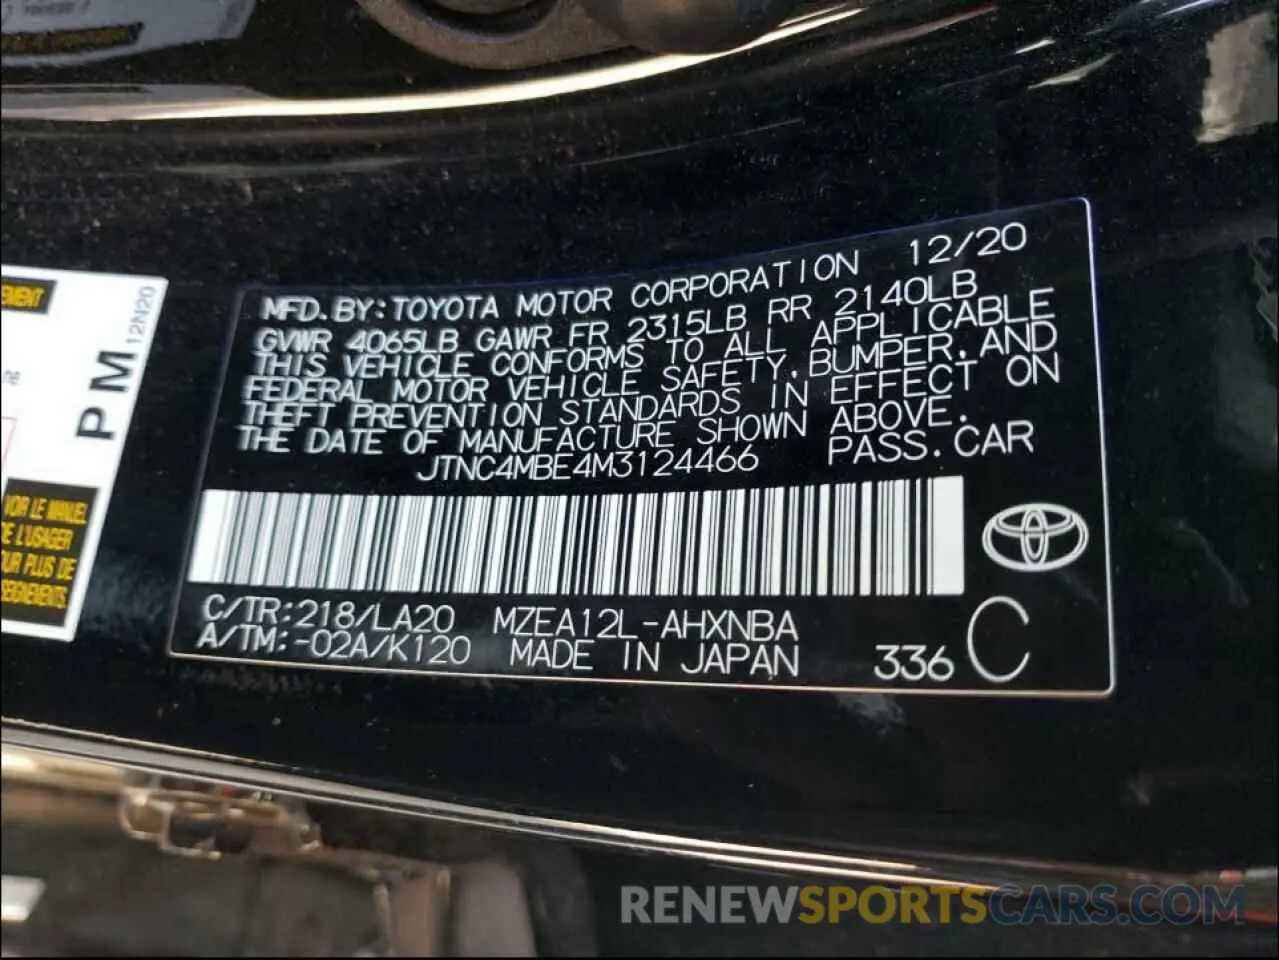 MFD. BY: TOYOTA MOTOR CORPORATION 12/20
GVWR 4065LB GAWR FR 2315LB RR 2140LB
THIS VEHICLE CONFORMS TO ALL APPLICABLE
FEDERAL MOTOR VEHICLE SAFETY, BUMPER, AND
THEFT PREVENTION STANDARDS IN EFFECT ON
THE DATE OF MANUFACTURE SHOWN ABOVE.
JTNC4MBE4M3124466 PASS. CAR
C/TR: 218/LA20 MZEA12L-AHXNBA
A/TM: -02A/K120 MADE IN JAPAN 336 C
PM 12N20
VOIR LE MANUEL
DE L'USAGER
PLUS DE
RENEWSPORTSCARS.COM